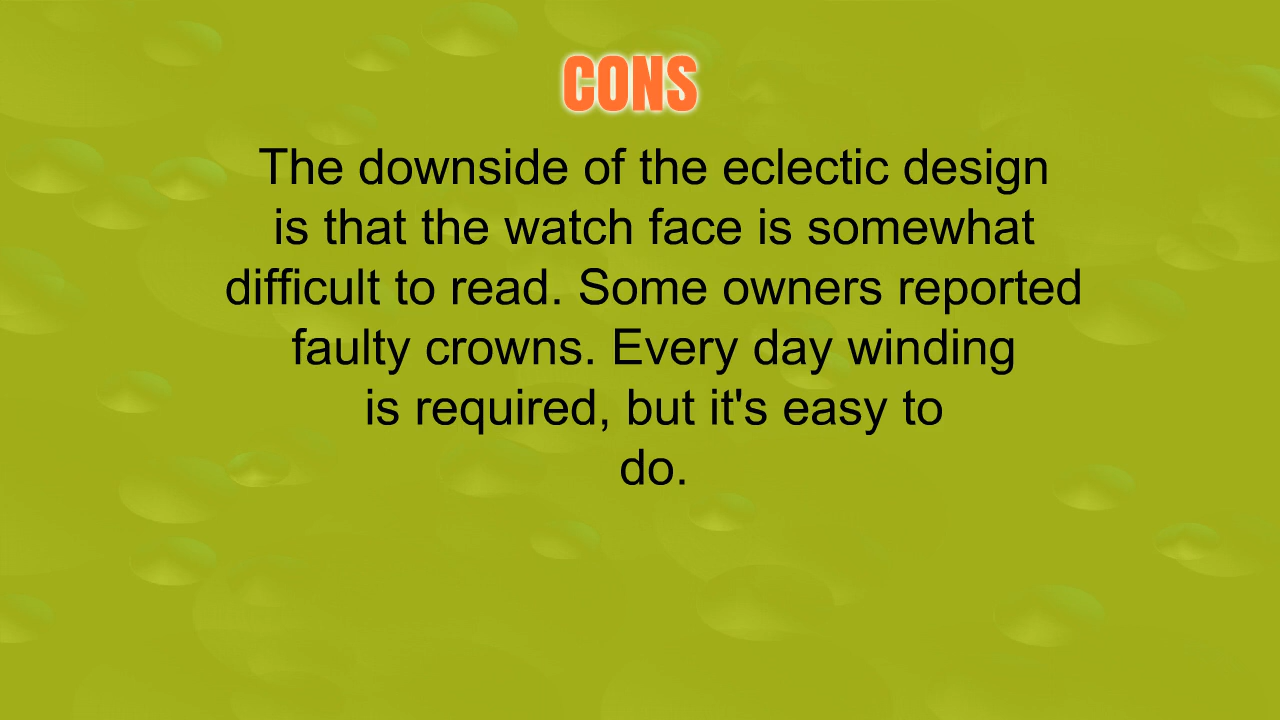 CONS
The downside of the eclectic design
is that the watch face is somewhat
difficult to read. Some owners reported
faulty crowns. Every day winding
is required, but it's easy to
do.